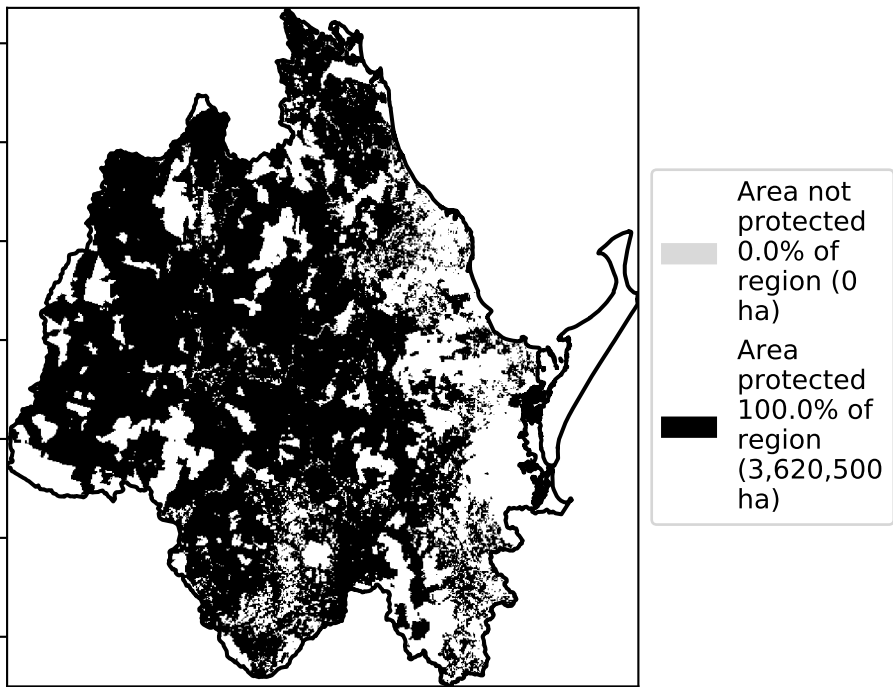 Area not
protected
0.0% of
region (0
ha)
Area
protected
100.0% of
region
(3,620,500
ha)